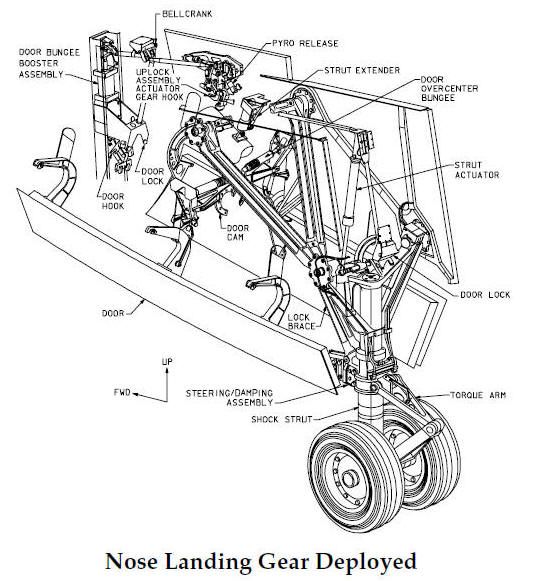 BELLCRANK
PYRO RELEASE
DOOR BUNGEE
BOOSTER
ASSEMBLY
UPLOCK
ASSEMBLY
ACTUATOR
GEAR HOOK
STRUT EXTENDER
DOOR
OVERCENTER
BUNGEE
STRUT
ACTUATOR
DOOR
LOCK
DOOR
HOOK
DOOR
CAM
DOOR LOCK
DOOR
LOCK
BRACE
UP
FWD
STEERING/DAMPING
ASSEMBLY
TORQUE ARM
SHOCK STRUT
Nose Landing Gear Deployed